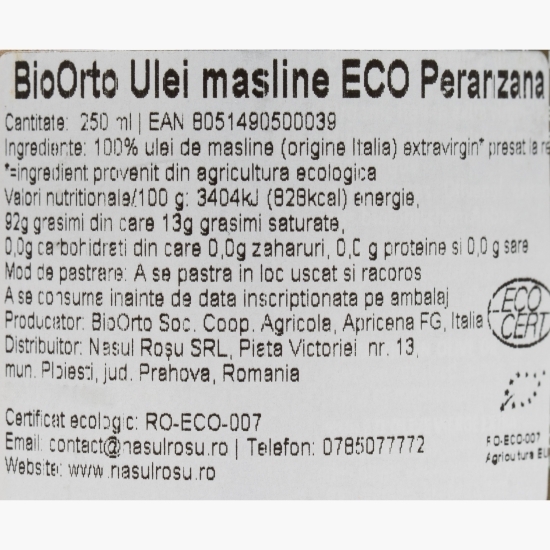 BioOrto Ulei masline ECO Peranzana
Cantitate: 250 ml | EAN 8051490500039
Ingrediente: 100% ulei de masline (origine Italia) extravirgin* presat la
*=ingredient provenit din agricultura ecologica
Valori nutritionale/100 g: 3404kJ (828kcal) energie,
92g grasimi din care 13g grasimi saturate,
0,0g carbohidrati din care 0,0g zaharuri, 0,0 g proteine si 0,0 g sare
Mod de pastrare: A se pastra in loc uscat si racoros
A se consuma inainte de data inscriptionata pe ambalaj
Producator: BioOrto Soc. Coop. Agricola, Apricena FG, Italia
Distribuitor: Nasul Roșu SRL, Piata Victoriei nr. 13,
mun. Ploiesti, jud. Prahova, Romania
ECO
CERT
Certificat ecologic: RO-ECO-007
Email: contact@nasulrosu.ro | Telefon: 0785077772
Website: www.nasulrosu.ro
RO-ECO-007
Agricultura